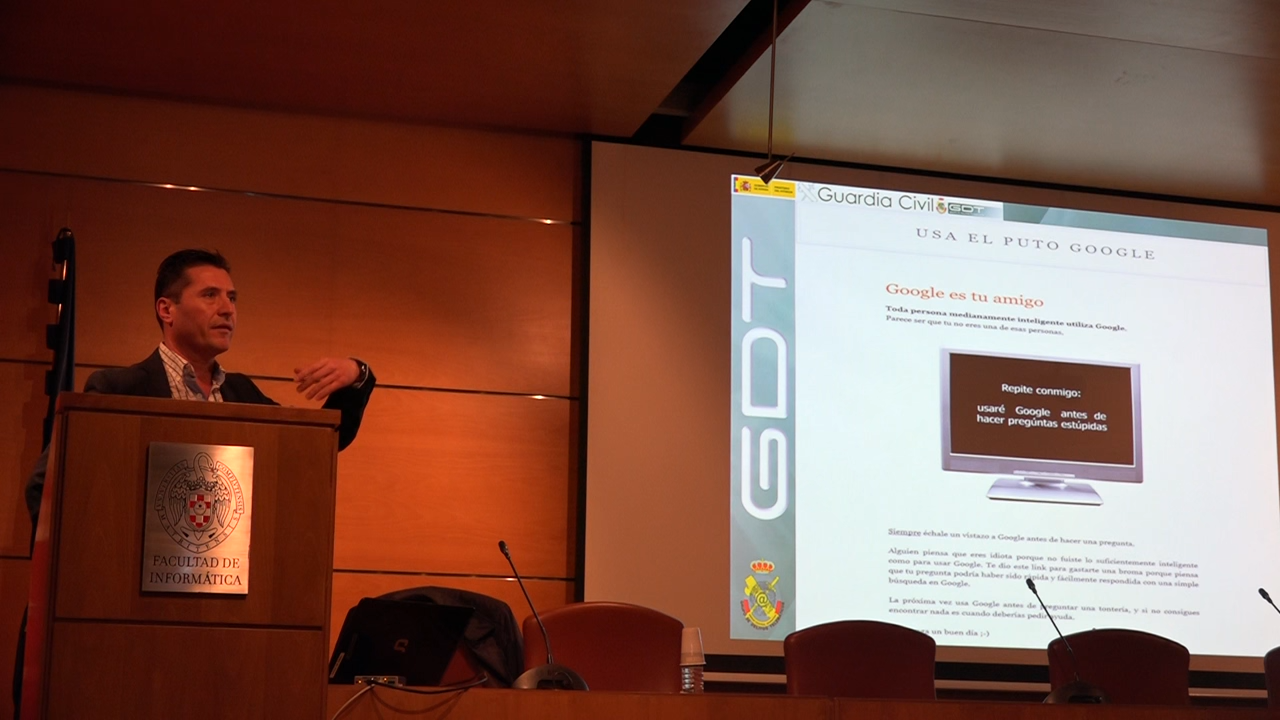 Guardia Civil GDT
USA EL PUTO GOOGLE
Google es tu amigo
Toda persona medianamente inteligente utiliza Google.
Parece ser que tu no eres una de esas personas.
Repite conmigo:
usaré Google antes de
hacer pregúntas estúpidas
Siempre échale un vistazo a Google antes de hacer una pregunta.
Alguien piensa que eres idiota porque no fuiste lo suficientemente inteligente
como para usar Google. Te dio este link para gastarte una broma porque piensa
que tu pregunta podría haber sido rápida y fácilmente respondida con una simple
búsqueda en Google.
La próxima vez usa Google antes de preguntar una tontería, y si no consigues
encontrar nada es cuando deberías pedir ayuda.
un buen día ;-)
GDT
FACULTAD DE
INFORMÁTICA